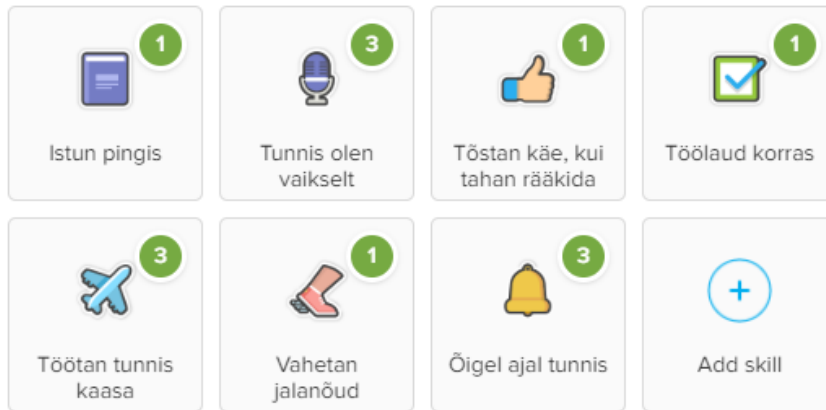 1
Istun pingis
3
Tunnis olen
vaikselt
1
Tõstan käe, kui
tahan rääkida
1
Töölaud korras
3
Töötan tunnis
kaasa
1
Vahetan
jalanõud
3
Õigel ajal tunnis
Add skill